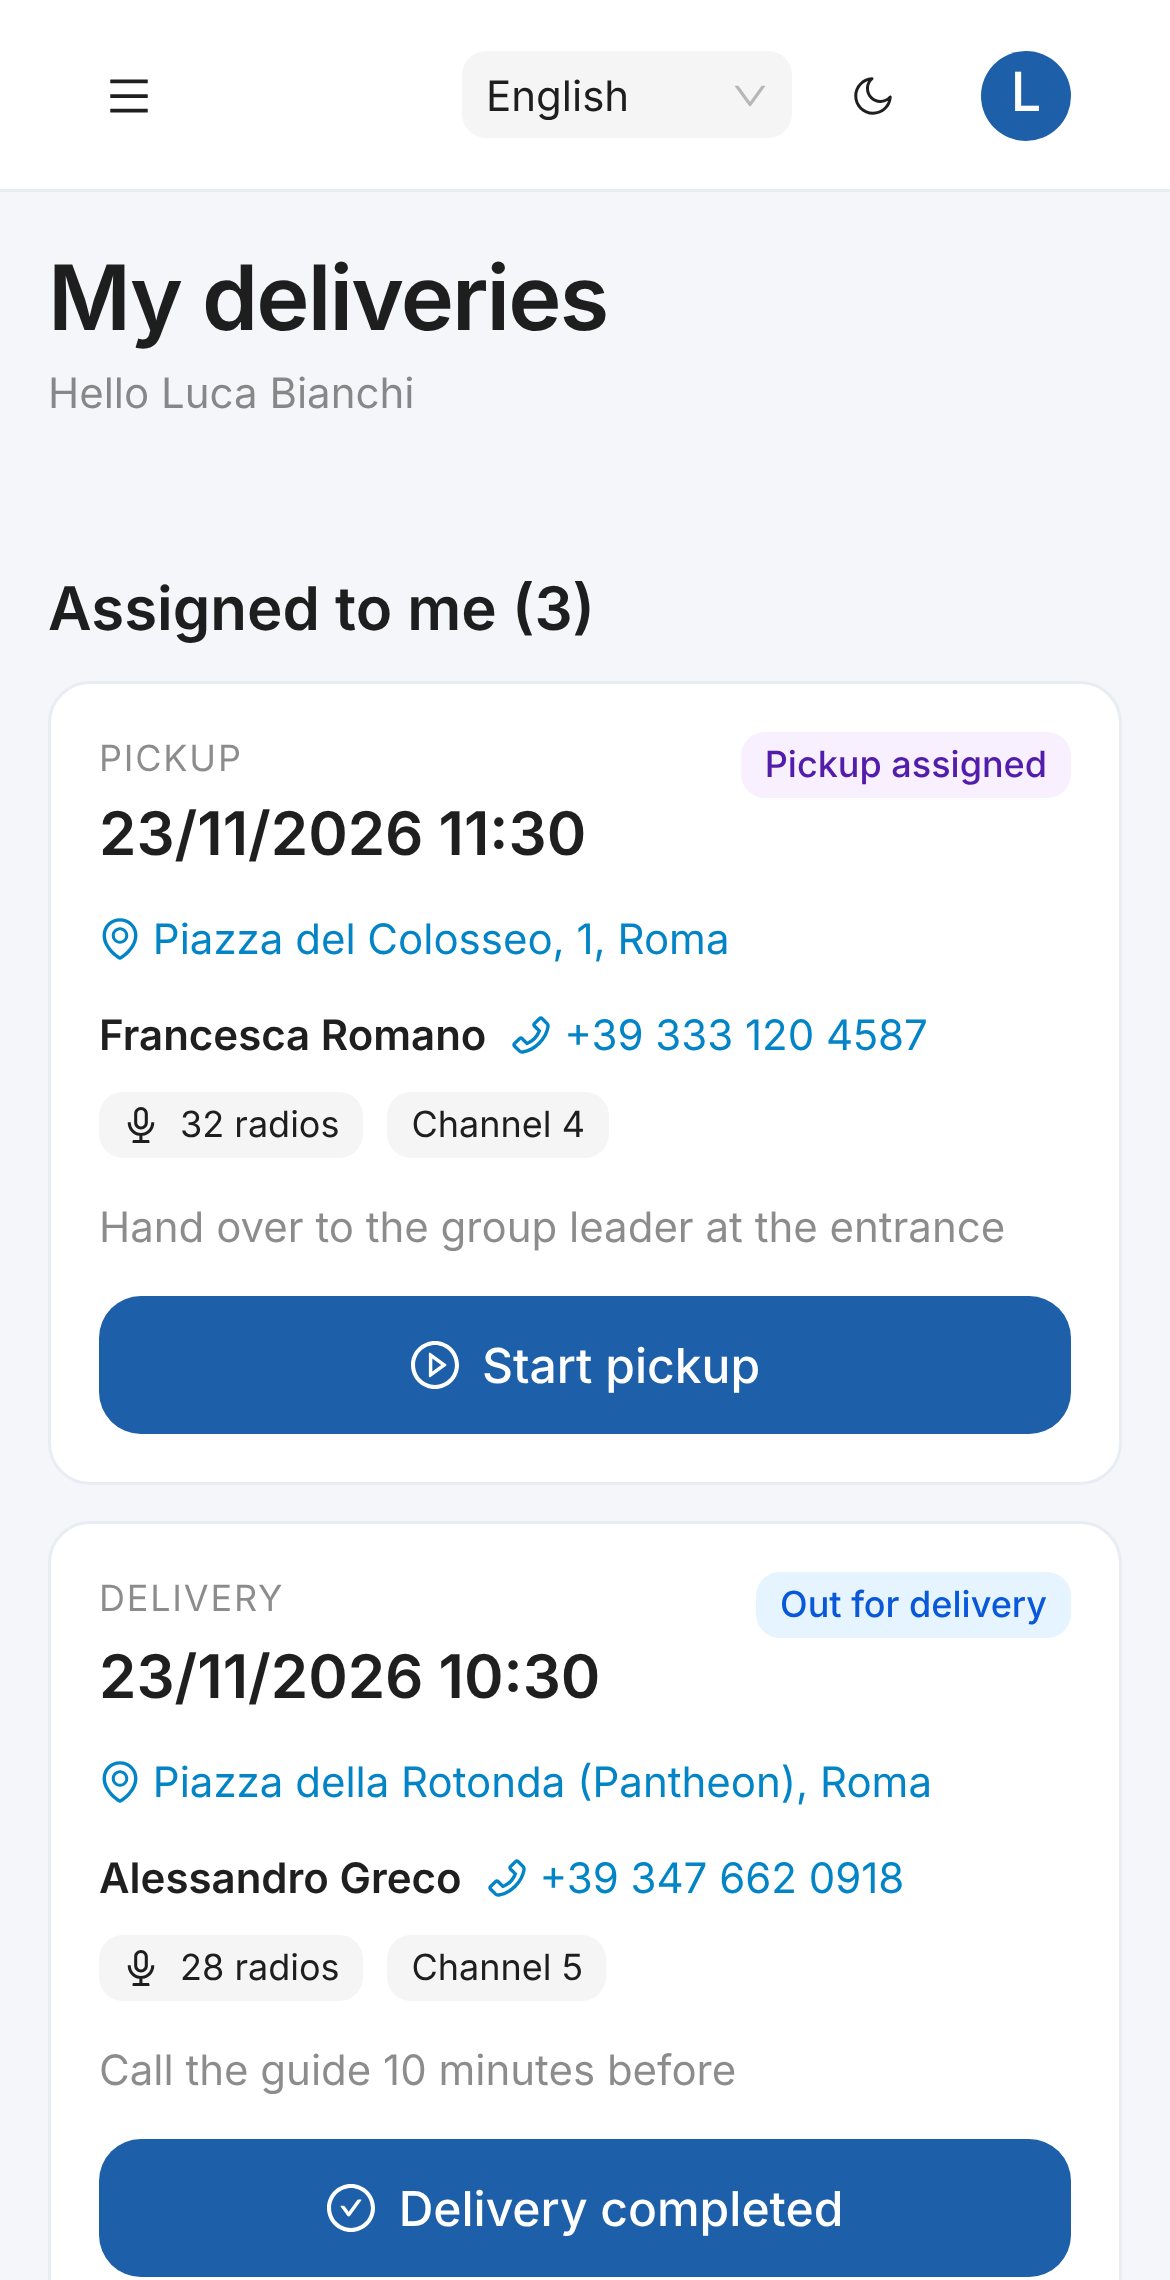 English
L
My deliveries
Hello Luca Bianchi
Assigned to me (3)
PICKUP
Pickup assigned
23/11/2026 11:30
Piazza del Colosseo, 1, Roma
Francesca Romano +39 333 120 4587
32 radios Channel 4
Hand over to the group leader at the entrance
Start pickup
DELIVERY
Out for delivery
23/11/2026 10:30
Piazza della Rotonda (Pantheon), Roma
Alessandro Greco +39 347 662 0918
28 radios Channel 5
Call the guide 10 minutes before
Delivery completed